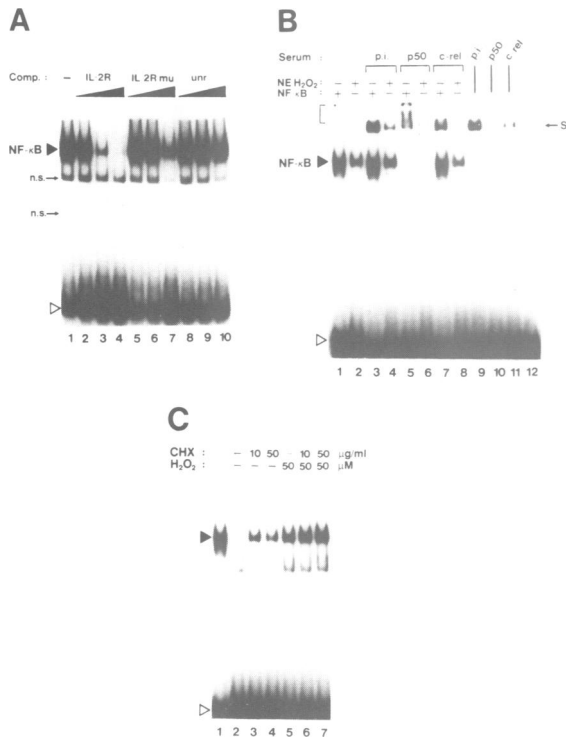 A
Comp. : – IL-2R IL 2R mu unr
NF-κB
n.s.
n.s.
1 2 3 4 5 6 7 8 9 10
B
Serum : p.i. p50 c-rel p.i. p50 c-rel
NE H₂O₂ : – + – + – + – +
NF-κB : + – + – + – + –
S
NF-κB
1 2 3 4 5 6 7 8 9 10 11 12
C
CHX : – 10 50 – 10 50 μg/ml
H₂O₂ : – – – 50 50 50 μM
1 2 3 4 5 6 7